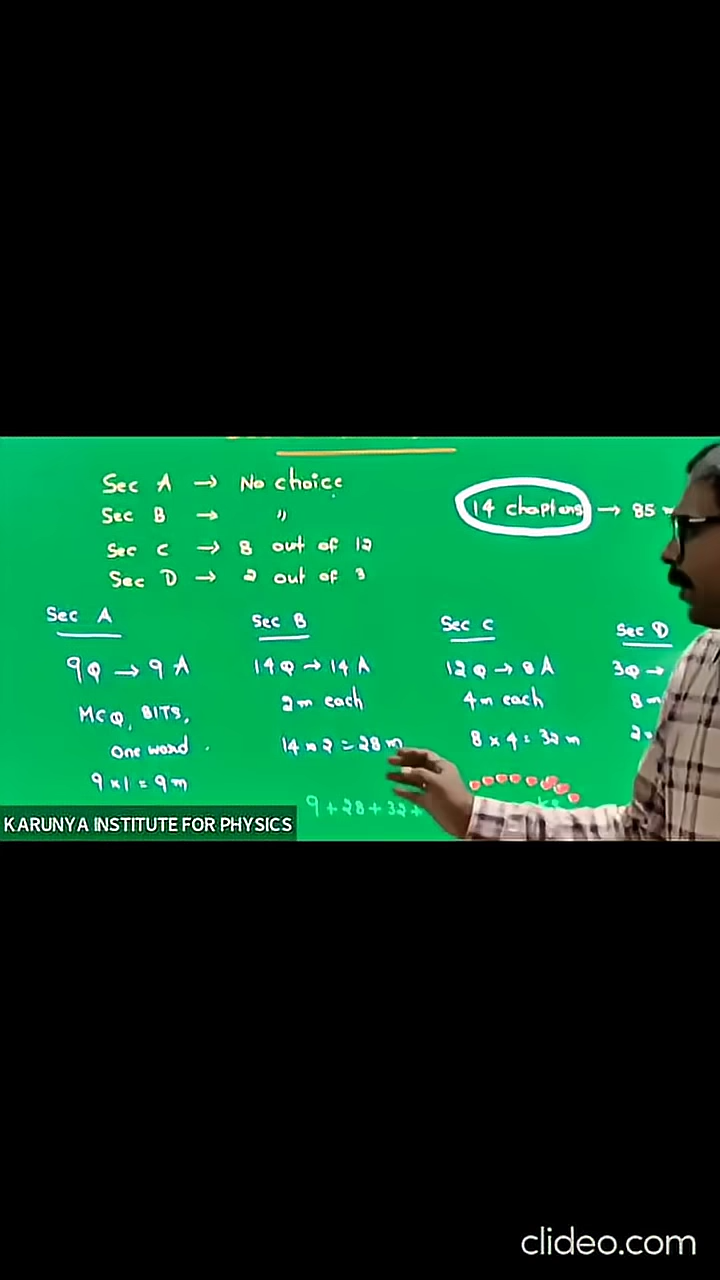 Sec A → No choice
Sec B → "
Sec C → 8 out of 12
Sec D → 2 out of 3
14 chapters → 85
Sec A
9Q → 9A
MCQ, BITS,
One word.
9 × 1 = 9m
Sec B
14Q → 14A
2m each
14 × 2 = 28m
Sec C
12Q → 8A
4m each
8 × 4 = 32m
Sec D
3Q →
8m
2×
9 + 28 + 32 +
KARUNYA INSTITUTE FOR PHYSICS
clideo.com